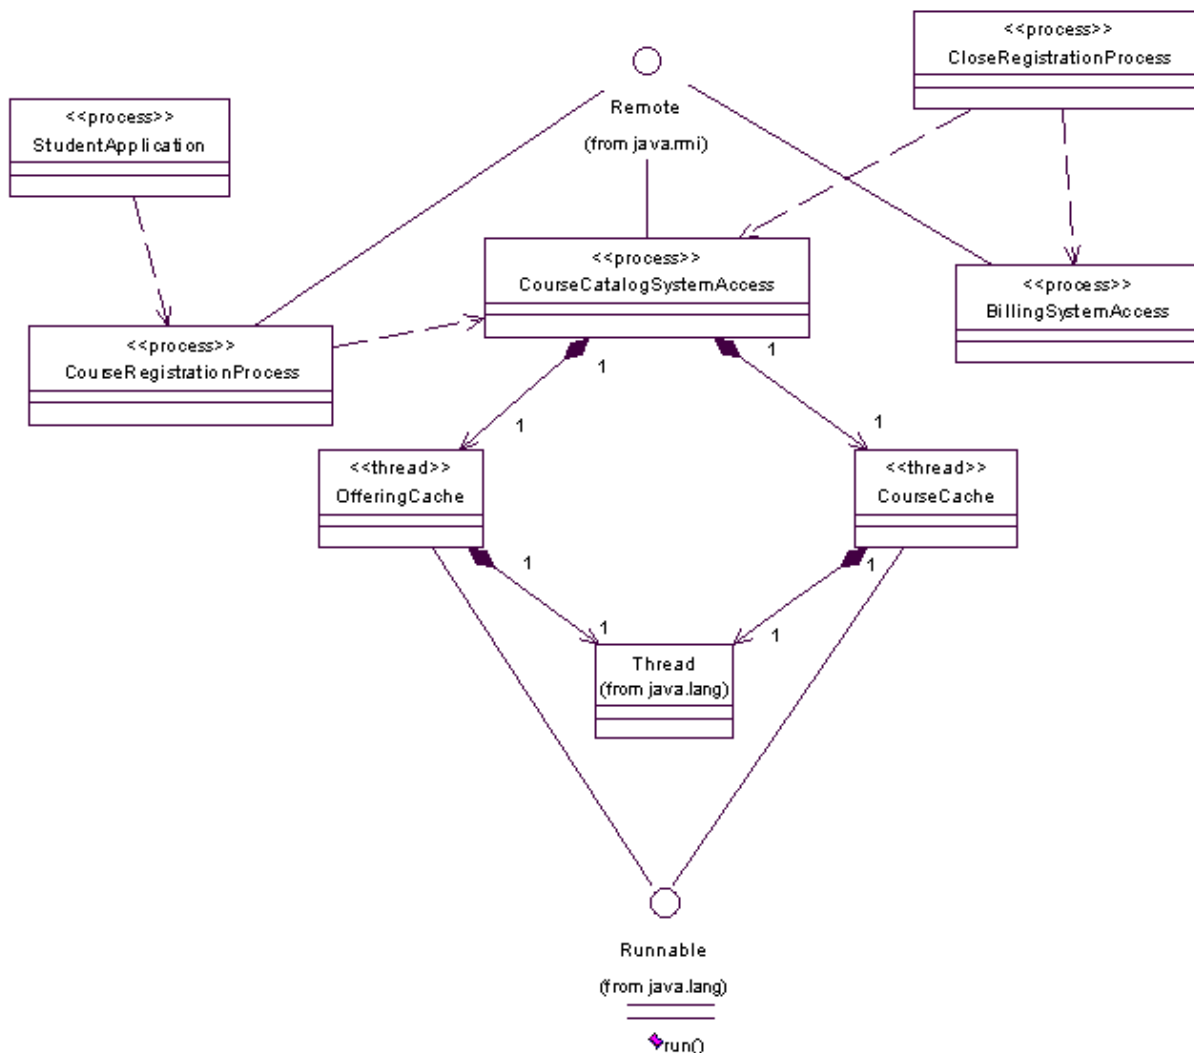 <<process>>
CloseRegistrationProcess
Remote
(from java.rmi)
<<process>>
StudentApplication
<<process>>
CourseCatalogSystemAccess
<<process>>
BillingSystemAccess
<<process>>
CourseRegistrationProcess
1
1
1
1
<<thread>>
OfferingCache
<<thread>>
CourseCache
1
1
1
1
Thread
(from java.lang)
Runnable
(from java.lang)
run()